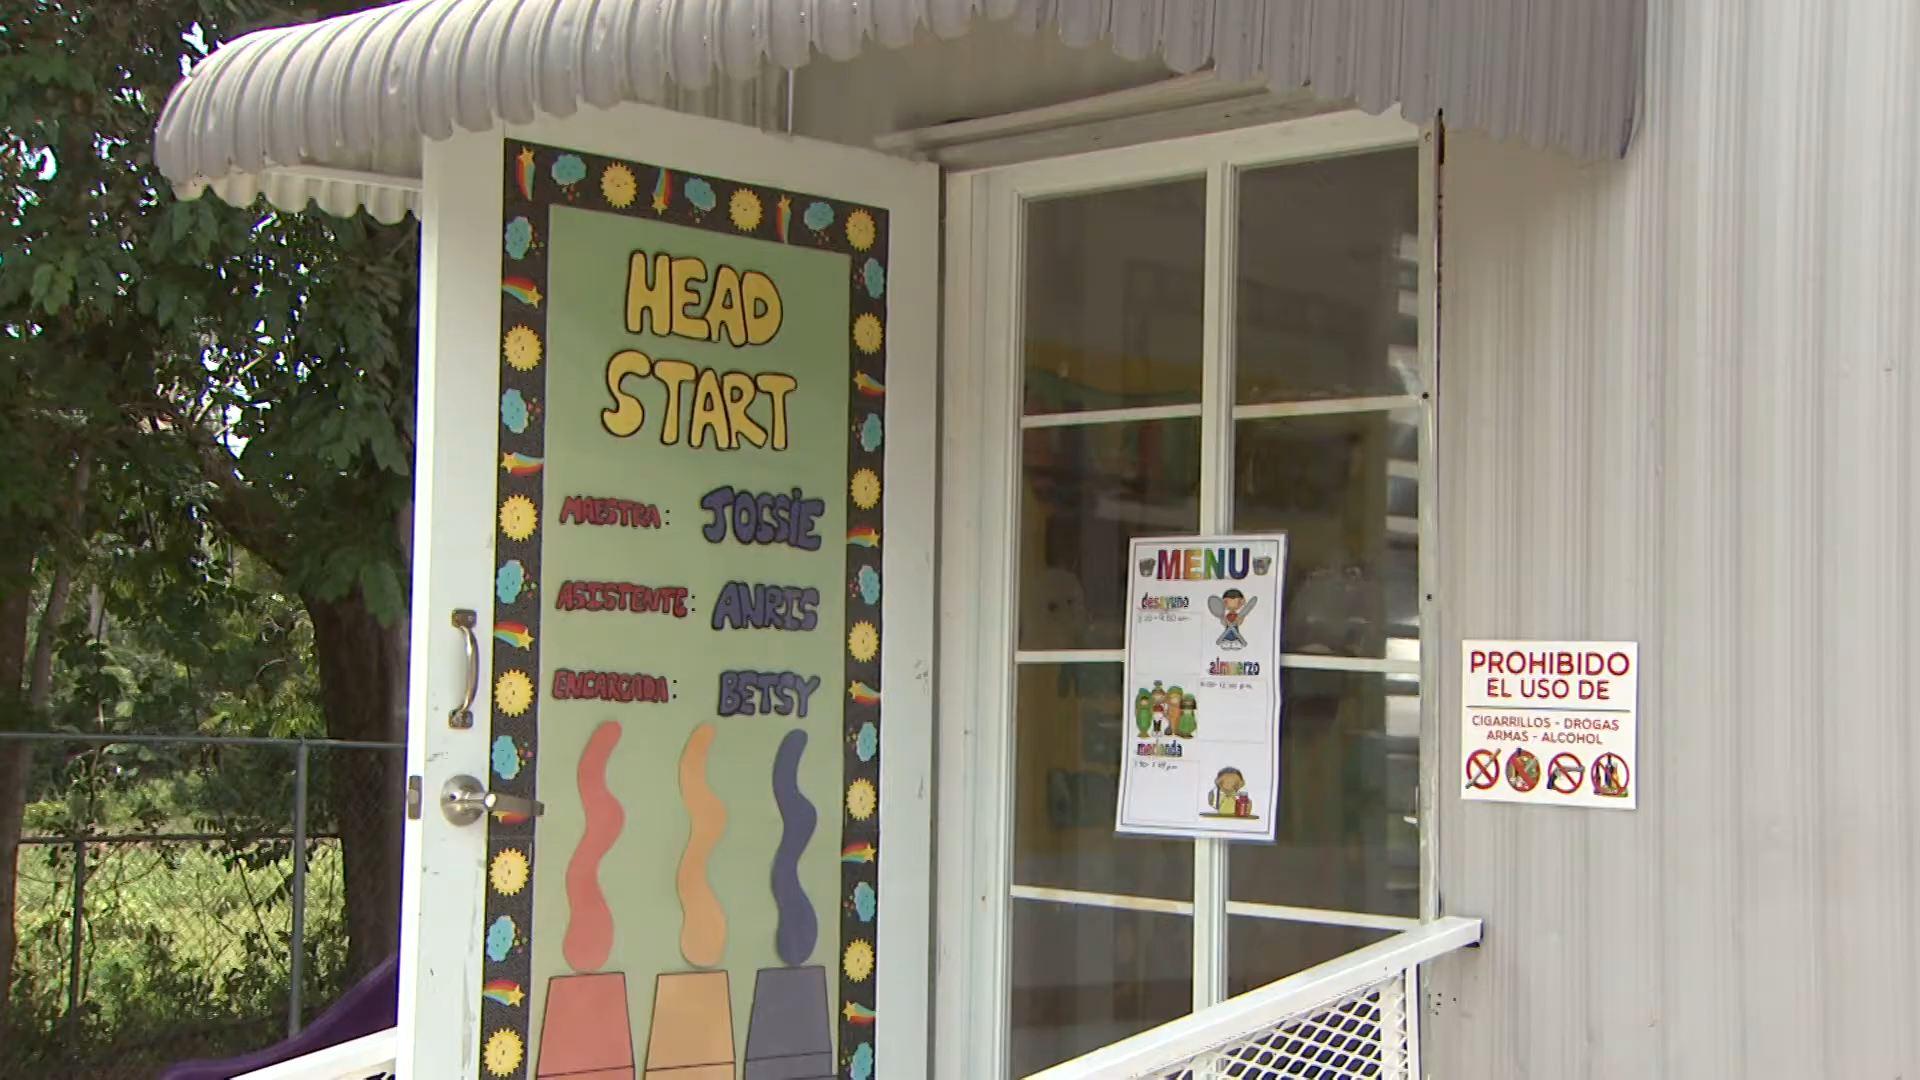 HEAD
START
MAESTRA: JOSSIE
ASISTENTE: ANRIS
ENCARGADA: BETSY
MENU
desayuno
almuerzo
merienda
PROHIBIDO
EL USO DE
CIGARRILLOS - DROGAS
ARMAS - ALCOHOL